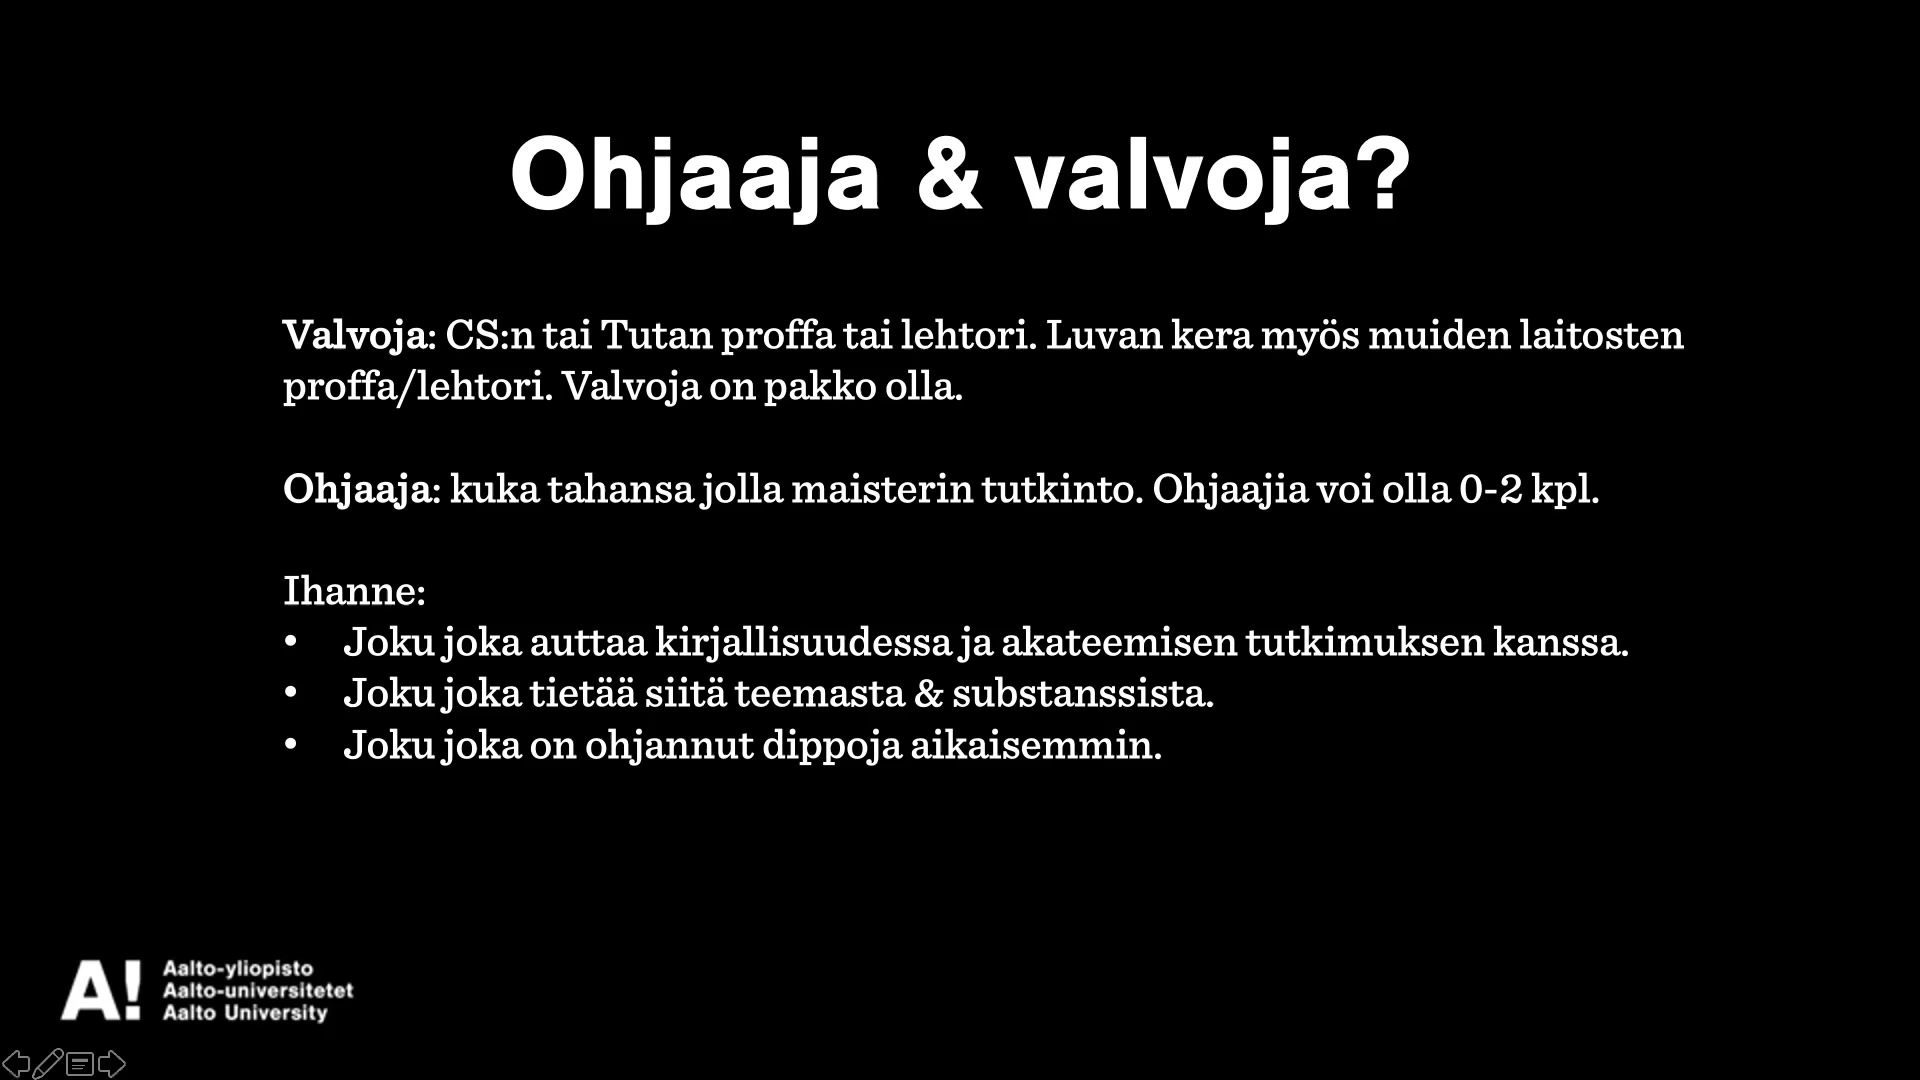 Ohjaaja & valvoja?
Valvoja: CS:n tai Tutan proffa tai lehtori. Luvan kera myös muiden laitosten
proffa/lehtori. Valvoja on pakko olla.
Ohjaaja: kuka tahansa jolla maisterin tutkinto. Ohjaajia voi olla 0-2 kpl.
Ihanne:
• Joku joka auttaa kirjallisuudessa ja akateemisen tutkimuksen kanssa.
• Joku joka tietää siitä teemasta & substanssista.
• Joku joka on ohjannut dippoja aikaisemmin.
A! Aalto-yliopisto
Aalto-universitetet
Aalto University